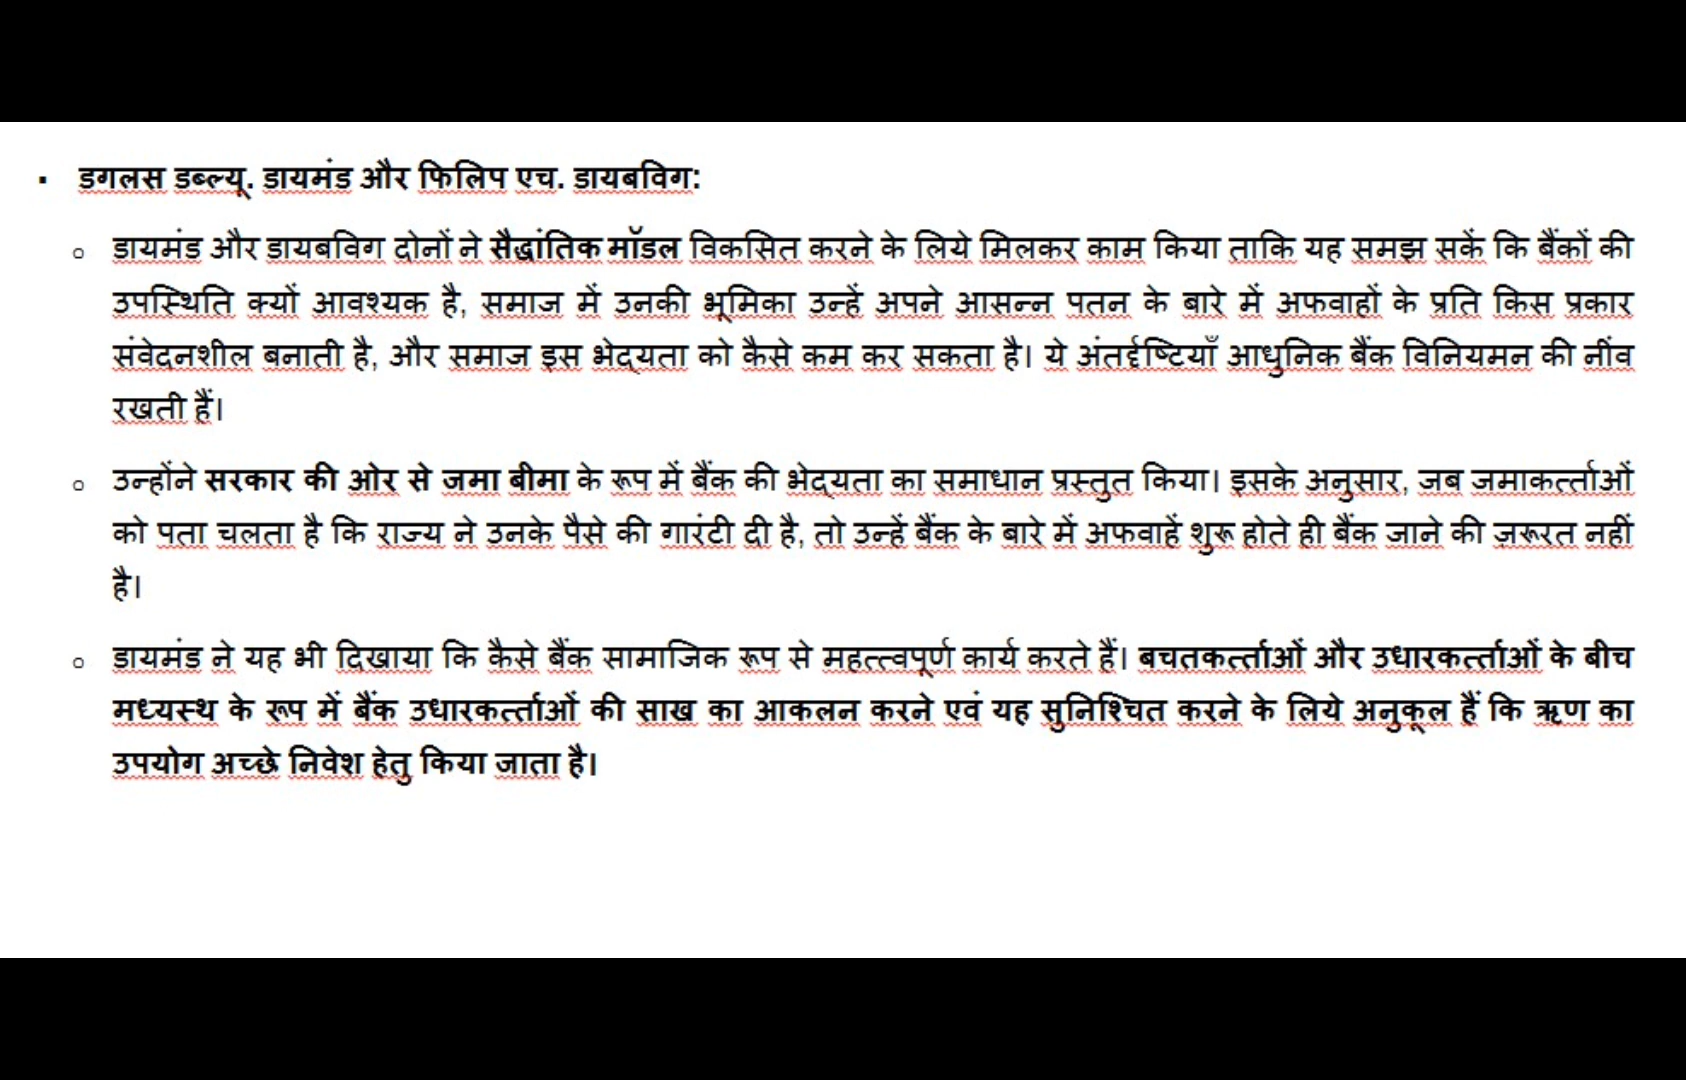 ▪ डगलस डब्ल्यू. डायमंड और फिलिप एच. डायबविग:
o डायमंड और डायबविग दोनों ने सैद्धांतिक मॉडल विकसित करने के लिये मिलकर काम किया ताकि यह समझ सकें कि बैंकों की
उपस्थिति क्यों आवश्यक है, समाज में उनकी भूमिका उन्हें अपने आसन्न पतन के बारे में अफवाहों के प्रति किस प्रकार
संवेदनशील बनाती है, और समाज इस भेद्यता को कैसे कम कर सकता है। ये अंतर्दृष्टियाँ आधुनिक बैंक विनियमन की नींव
रखती हैं।
o उन्होंने सरकार की ओर से जमा बीमा के रूप में बैंक की भेद्यता का समाधान प्रस्तुत किया। इसके अनुसार, जब जमाकर्त्ताओं
को पता चलता है कि राज्य ने उनके पैसे की गारंटी दी है, तो उन्हें बैंक के बारे में अफवाहें शुरू होते ही बैंक जाने की ज़रूरत नहीं
है।
o डायमंड ने यह भी दिखाया कि कैसे बैंक सामाजिक रूप से महत्त्वपूर्ण कार्य करते हैं। बचतकर्त्ताओं और उधारकर्त्ताओं के बीच
मध्यस्थ के रूप में बैंक उधारकर्त्ताओं की साख का आकलन करने एवं यह सुनिश्चित करने के लिये अनुकूल हैं कि ऋण का
उपयोग अच्छे निवेश हेतु किया जाता है।